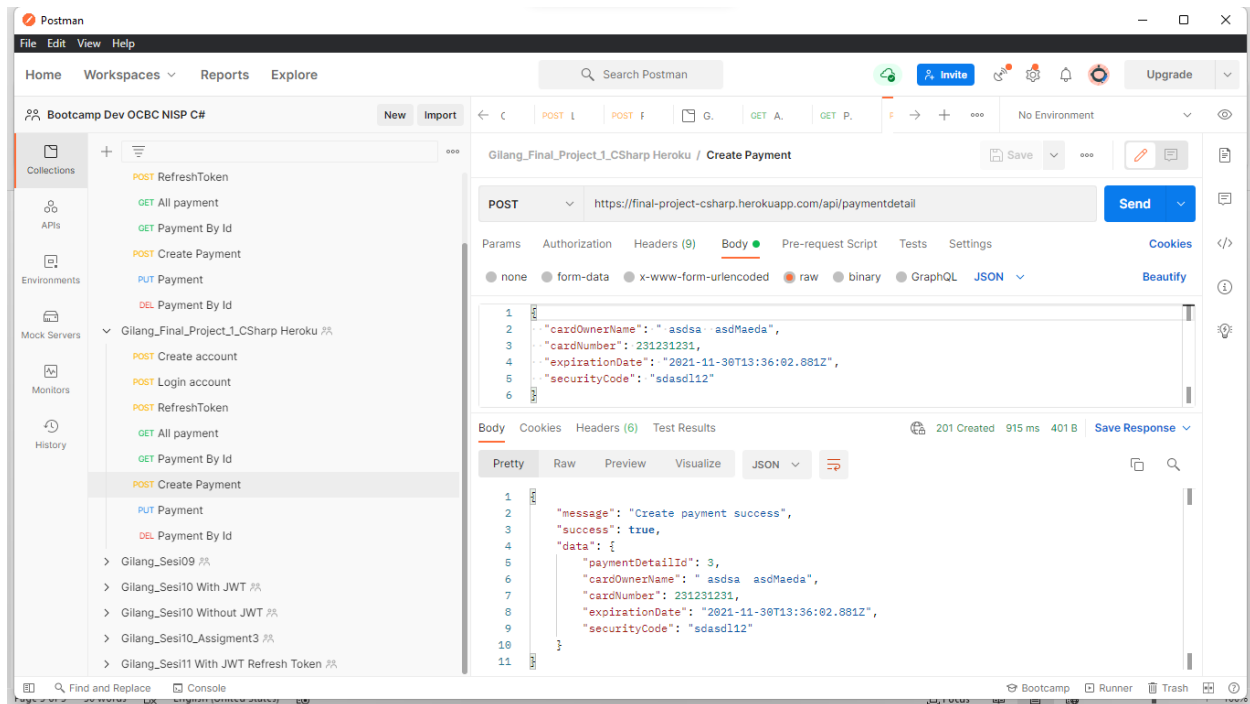 Postman
File Edit View Help
Home Workspaces Reports Explore Search Postman Invite Upgrade
Bootcamp Dev OCBC NISP C# New Import
POST L POST F G. GET A. GET P. No Environment
Collections
APIs
Environments
Mock Servers
Monitors
History
POST RefreshToken
GET All payment
GET Payment By Id
POST Create Payment
PUT Payment
DEL Payment By Id
Gilang_Final_Project_1_CSharp Heroku
POST Create account
POST Login account
POST RefreshToken
GET All payment
GET Payment By Id
POST Create Payment
PUT Payment
DEL Payment By Id
Gilang_Sesi09
Gilang_Sesi10 With JWT
Gilang_Sesi10 Without JWT
Gilang_Sesi10_Assigment3
Gilang_Sesi11 With JWT Refresh Token
Gilang_Final_Project_1_CSharp Heroku / Create Payment Save
POST https://final-project-csharp.herokuapp.com/api/paymentdetail Send
Params Authorization Headers (9) Body Pre-request Script Tests Settings Cookies
none form-data x-www-form-urlencoded raw binary GraphQL JSON Beautify
1 {
2 "cardOwnerName": " asdsa  asdMaeda",
3 "cardNumber": 231231231,
4 "expirationDate": "2021-11-30T13:36:02.881Z",
5 "securityCode": "sdasdl12"
6 }
Body Cookies Headers (6) Test Results 201 Created 915 ms 401 B Save Response
Pretty Raw Preview Visualize JSON
1 {
2 "message": "Create payment success",
3 "success": true,
4 "data": {
5 "paymentDetailId": 3,
6 "cardOwnerName": " asdsa  asdMaeda",
7 "cardNumber": 231231231,
8 "expirationDate": "2021-11-30T13:36:02.881Z",
9 "securityCode": "sdasdl12"
10 }
11 }
Find and Replace Console Bootcamp Runner Trash